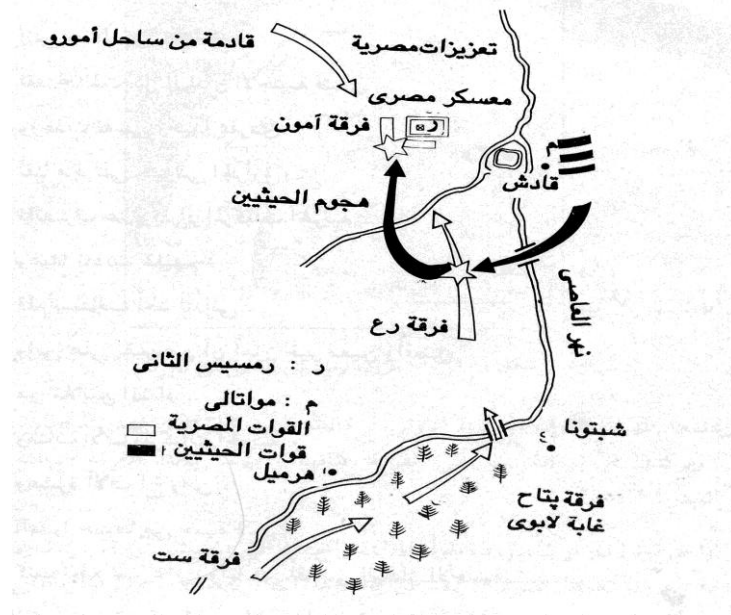 تعزيزات مصرية
قادمة من ساحل أمورو
معسكر مصرى
فرقة آمون
ر
م
قادش
هجوم الحيثيين
نهر العاصى
فرقة رع
ر : رمسيس الثانى
م : مواتالى
القوات المصرية
قوات الحيثيين
هرميل
شبتونا
فرقة پتاح
غابة لابوى
فرقة ست